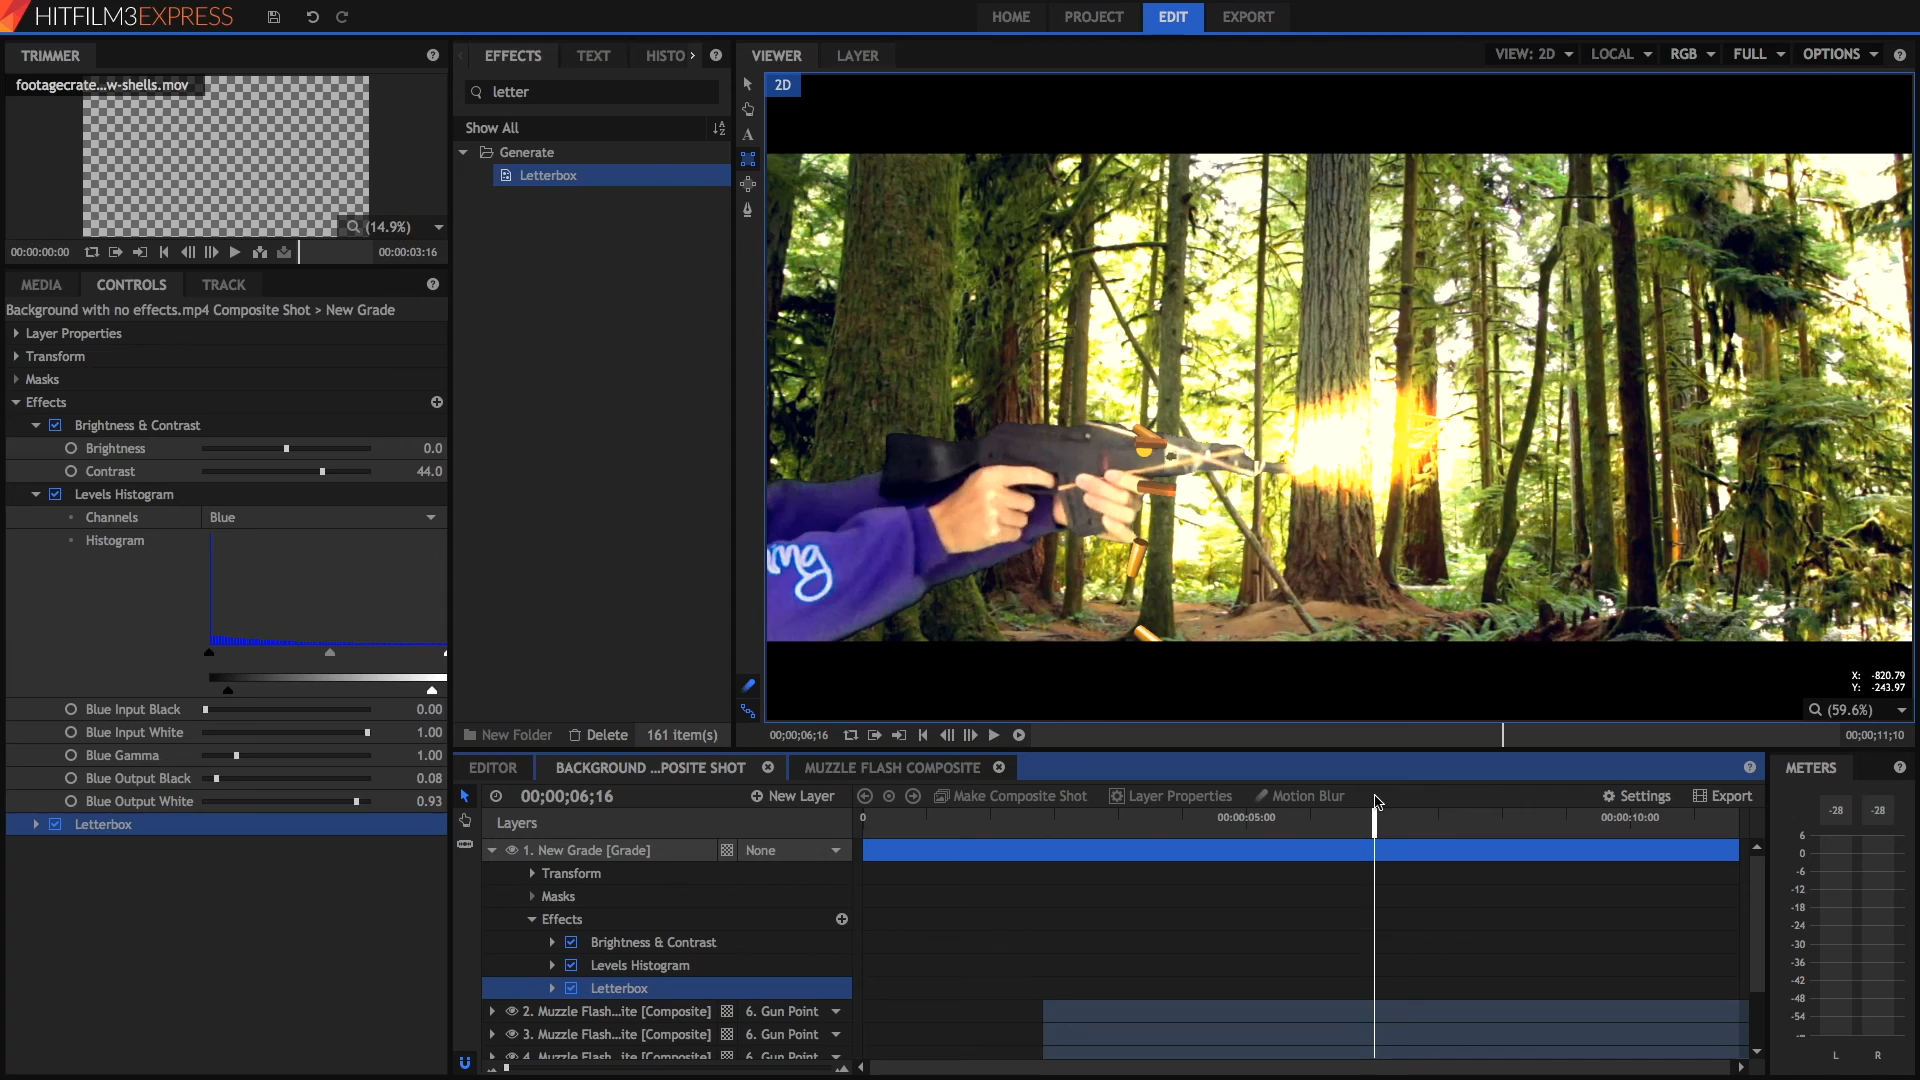 HITFILM3EXPRESS
HOME
PROJECT
EDIT
EXPORT
TRIMMER
footagecrate...w-shells.mov
(14.9%)
00:00:00:00
00:00:03:16
MEDIA
CONTROLS
TRACK
Background with no effects.mp4 Composite Shot > New Grade
Layer Properties
Transform
Masks
Effects
Brightness & Contrast
Brightness 0.0
Contrast 44.0
Levels Histogram
Channels Blue
Histogram
Blue Input Black 0.00
Blue Input White 1.00
Blue Gamma 1.00
Blue Output Black 0.08
Blue Output White 0.93
Letterbox
EFFECTS
TEXT
HISTO
letter
Show All
Generate
Letterbox
New Folder
Delete
161 item(s)
VIEWER
LAYER
VIEW: 2D
LOCAL
RGB
FULL
OPTIONS
2D
mg
X: -820.79
Y: -243.97
(59.6%)
00;00;06;16
00;00;11;10
EDITOR
BACKGROUND ...POSITE SHOT
MUZZLE FLASH COMPOSITE
00;00;06;16
New Layer
Make Composite Shot
Layer Properties
Motion Blur
Settings
Export
Layers
0
00:00:05:00
00:00:10:00
1. New Grade [Grade] None
Transform
Masks
Effects
Brightness & Contrast
Levels Histogram
Letterbox
2. Muzzle Flash...ite [Composite] 6. Gun Point
3. Muzzle Flash...ite [Composite] 6. Gun Point
4. Muzzle Flash...ite [Composite] 6. Gun Point
METERS
-28 -28
6
0
-6
-12
-18
-24
-30
-36
-42
-48
-54
-∞
L R